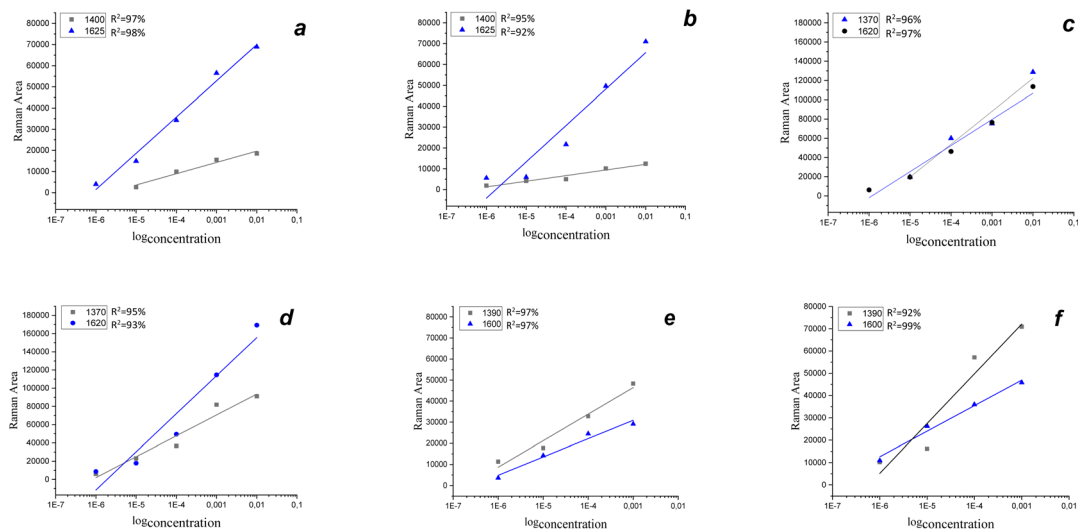 a
1400 R²=97%
1625 R²=98%
80000
70000
60000
50000
40000
30000
20000
10000
0
Raman Area
1E-7 1E-6 1E-5 1E-4 0,001 0,01 0,1
logconcentration
b
1400 R²=95%
1625 R²=92%
80000
70000
60000
50000
40000
30000
20000
10000
0
Raman Area
1E-7 1E-6 1E-5 1E-4 0,001 0,01 0,1
logconcentration
c
1370 R²=96%
1620 R²=97%
180000
160000
140000
120000
100000
80000
60000
40000
20000
0
Raman Area
1E-7 1E-6 1E-5 1E-4 0,001 0,01 0,1
logconcentration
d
1370 R²=95%
1620 R²=93%
180000
160000
140000
120000
100000
80000
60000
40000
20000
0
Raman Area
1E-7 1E-6 1E-5 1E-4 0,001 0,01 0,1
logconcentration
e
1390 R²=97%
1600 R²=97%
80000
70000
60000
50000
40000
30000
20000
10000
0
Raman Area
1E-7 1E-6 1E-5 1E-4 0,001 0,01
logconcentration
f
1390 R²=92%
1600 R²=99%
80000
70000
60000
50000
40000
30000
20000
10000
0
Raman Area
1E-7 1E-6 1E-5 1E-4 0,001 0,01
logconcentration